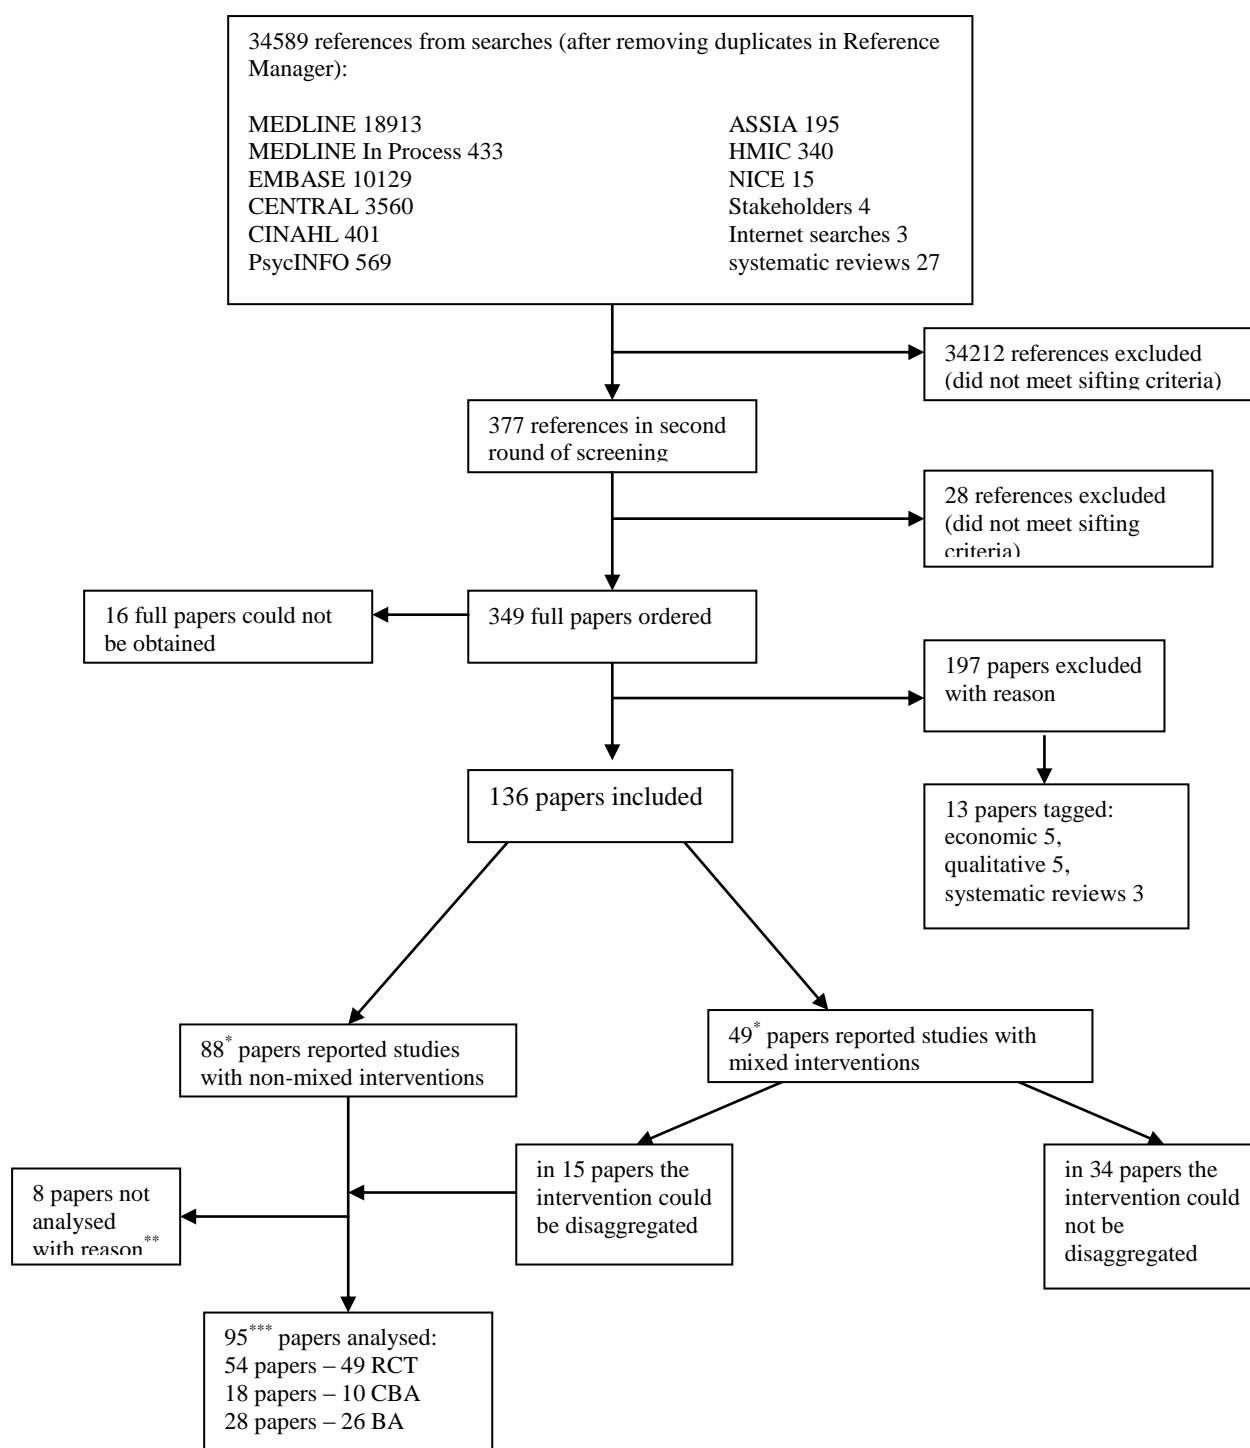 34589 references from searches (after removing duplicates in Reference
Manager):
MEDLINE 18913
MEDLINE In Process 433
EMBASE 10129
CENTRAL 3560
CINAHL 401
PsycINFO 569
ASSIA 195
HMIC 340
NICE 15
Stakeholders 4
Internet searches 3
systematic reviews 27
34212 references excluded
(did not meet sifting criteria)
377 references in second
round of screening
28 references excluded
(did not meet sifting
criteria)
16 full papers could not
be obtained
349 full papers ordered
197 papers excluded
with reason
136 papers included
13 papers tagged:
economic 5,
qualitative 5,
systematic reviews 3
88* papers reported studies
with non-mixed interventions
49* papers reported studies with
mixed interventions
8 papers not
analysed
with reason**
in 15 papers the
intervention could
be disaggregated
in 34 papers the
intervention could
not be
disaggregated
95*** papers analysed:
54 papers – 49 RCT
18 papers – 10 CBA
28 papers – 26 BA